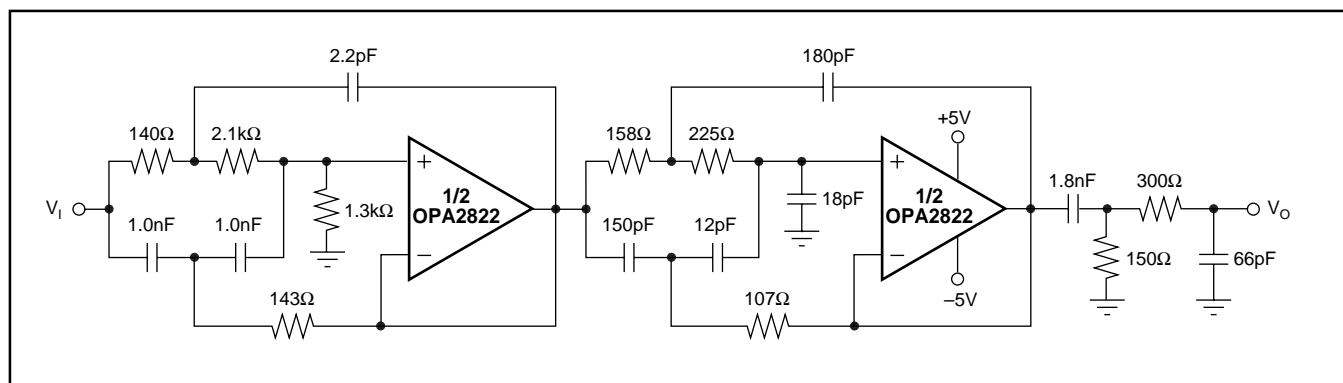 2.2pF
180pF
140Ω
2.1kΩ
158Ω
225Ω
+5V
+
+
1/2
OPA2822
1/2
OPA2822
1.8nF
300Ω
V_I
1.3kΩ
18pF
V_O
1.0nF
1.0nF
150pF
12pF
–
–
150Ω
66pF
–5V
143Ω
107Ω